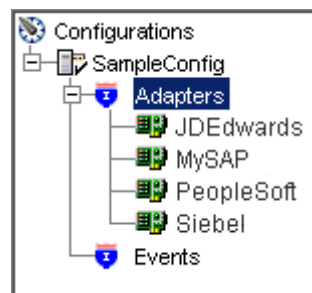 Configurations
SampleConfig
Adapters
JDEdwards
MySAP
PeopleSoft
Siebel
Events